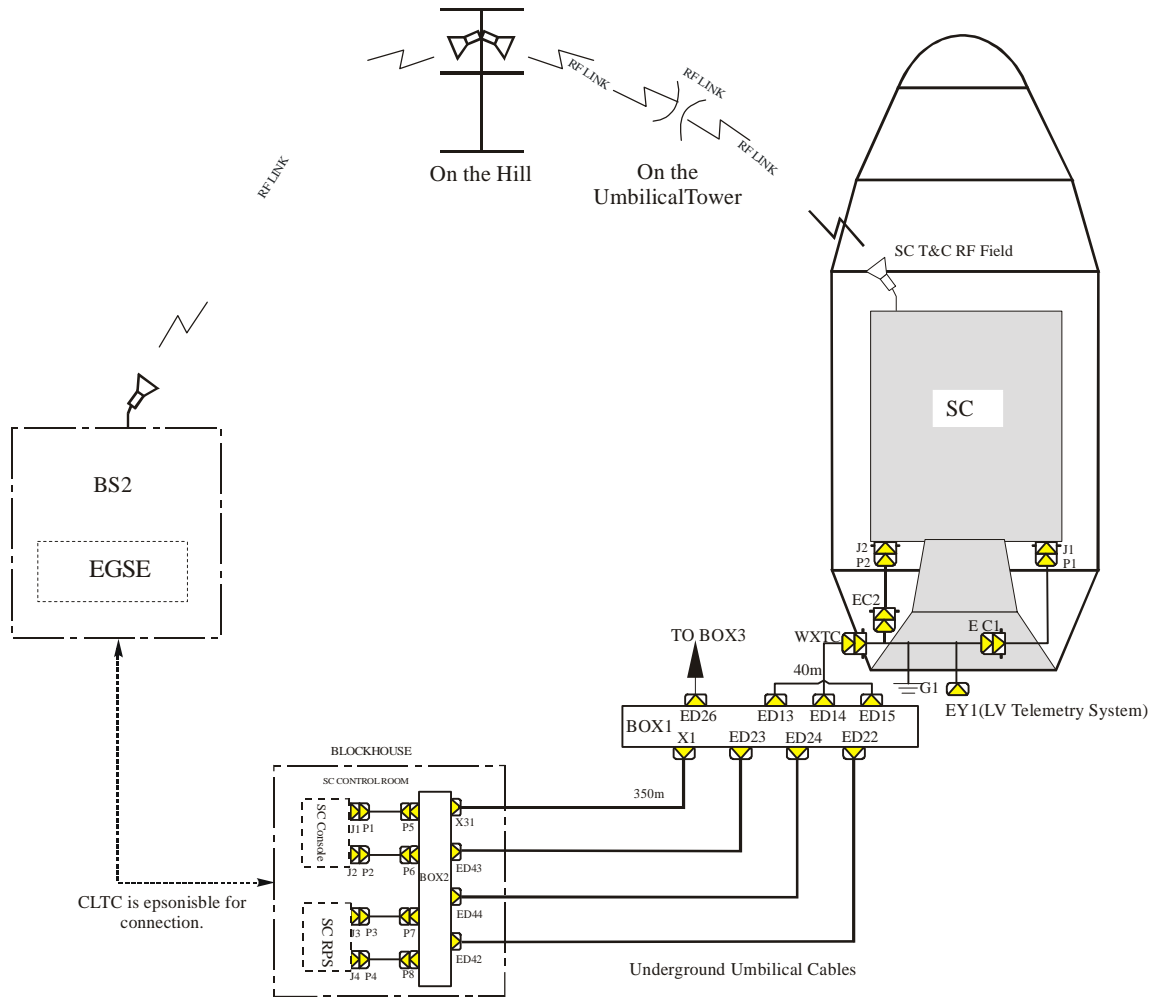 RF LINK
RF LINK
RF LINK
RF LINK
On the Hill
On the
UmbilicalTower
SC T&C RF Field
SC
BS2
EGSE
J2
P2
J1
P1
EC2
E C1
WXTC
TO BOX3
40m
G1
EY1(LV Telemetry System)
ED26
ED13
ED14
ED15
BOX1
X1
ED23
ED24
ED22
BLOCKHOUSE
SC CONTROL ROOM
350m
SC Console
J1 P1
P5
X31
J2 P2
P6
BOX2
ED43
CLTC is eponisble for
connection.
SC RPS
J3 P3
P7
ED44
J4 P4
P8
ED42
Underground Umbilical Cables